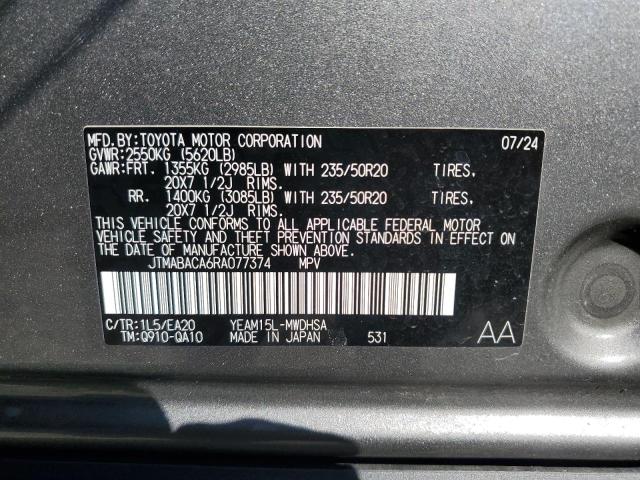 MFD.BY:TOYOTA MOTOR CORPORATION 07/24
GVWR:2550KG (5620LB)
GAWR:FRT. 1355KG (2985LB) WITH 235/50R20 TIRES,
20X7 1/2J RIMS.
RR. 1400KG (3085LB) WITH 235/50R20 TIRES,
20X7 1/2J RIMS.
THIS VEHICLE CONFORMS TO ALL APPLICABLE FEDERAL MOTOR
VEHICLE SAFETY AND THEFT PREVENTION STANDARDS IN EFFECT ON
THE DATE OF MANUFACTURE SHOWN ABOVE.
JTMABACA6RA077374 MPV
C/TR:1L5/EA20 YEAM15L-MWDHSA
TM:Q910-QA10 MADE IN JAPAN 531 AA